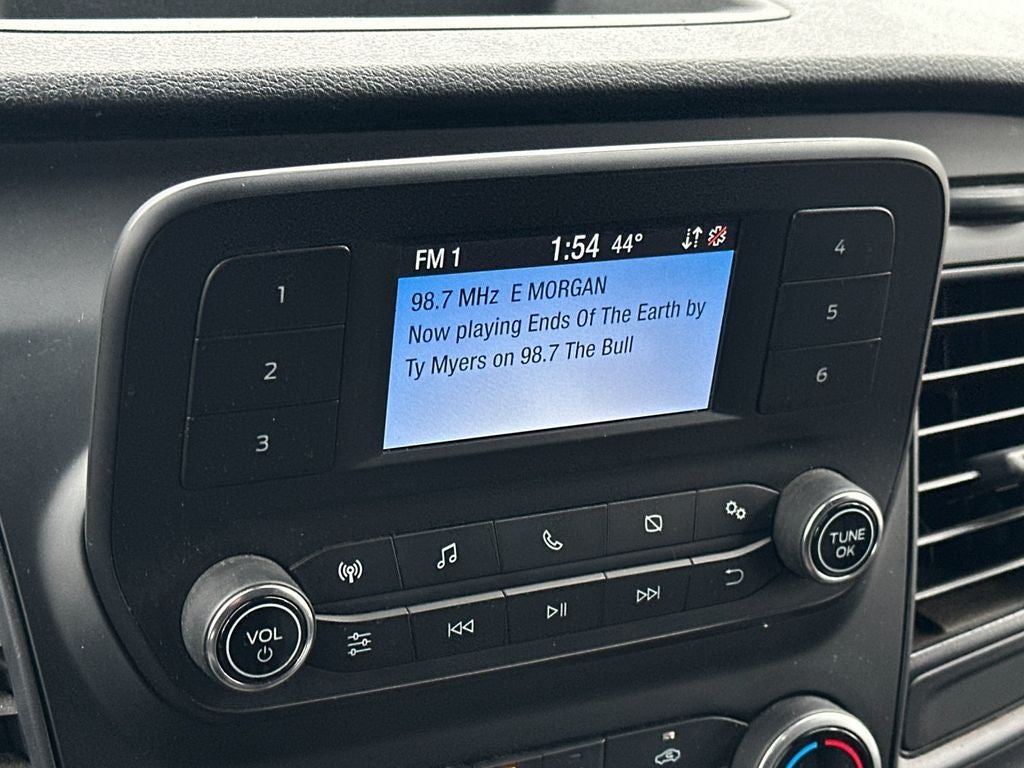 FM 1 1:54 44°
98.7 MHz E MORGAN
Now playing Ends Of The Earth by
Ty Myers on 98.7 The Bull
1
2
3
4
5
6
VOL
TUNE
OK